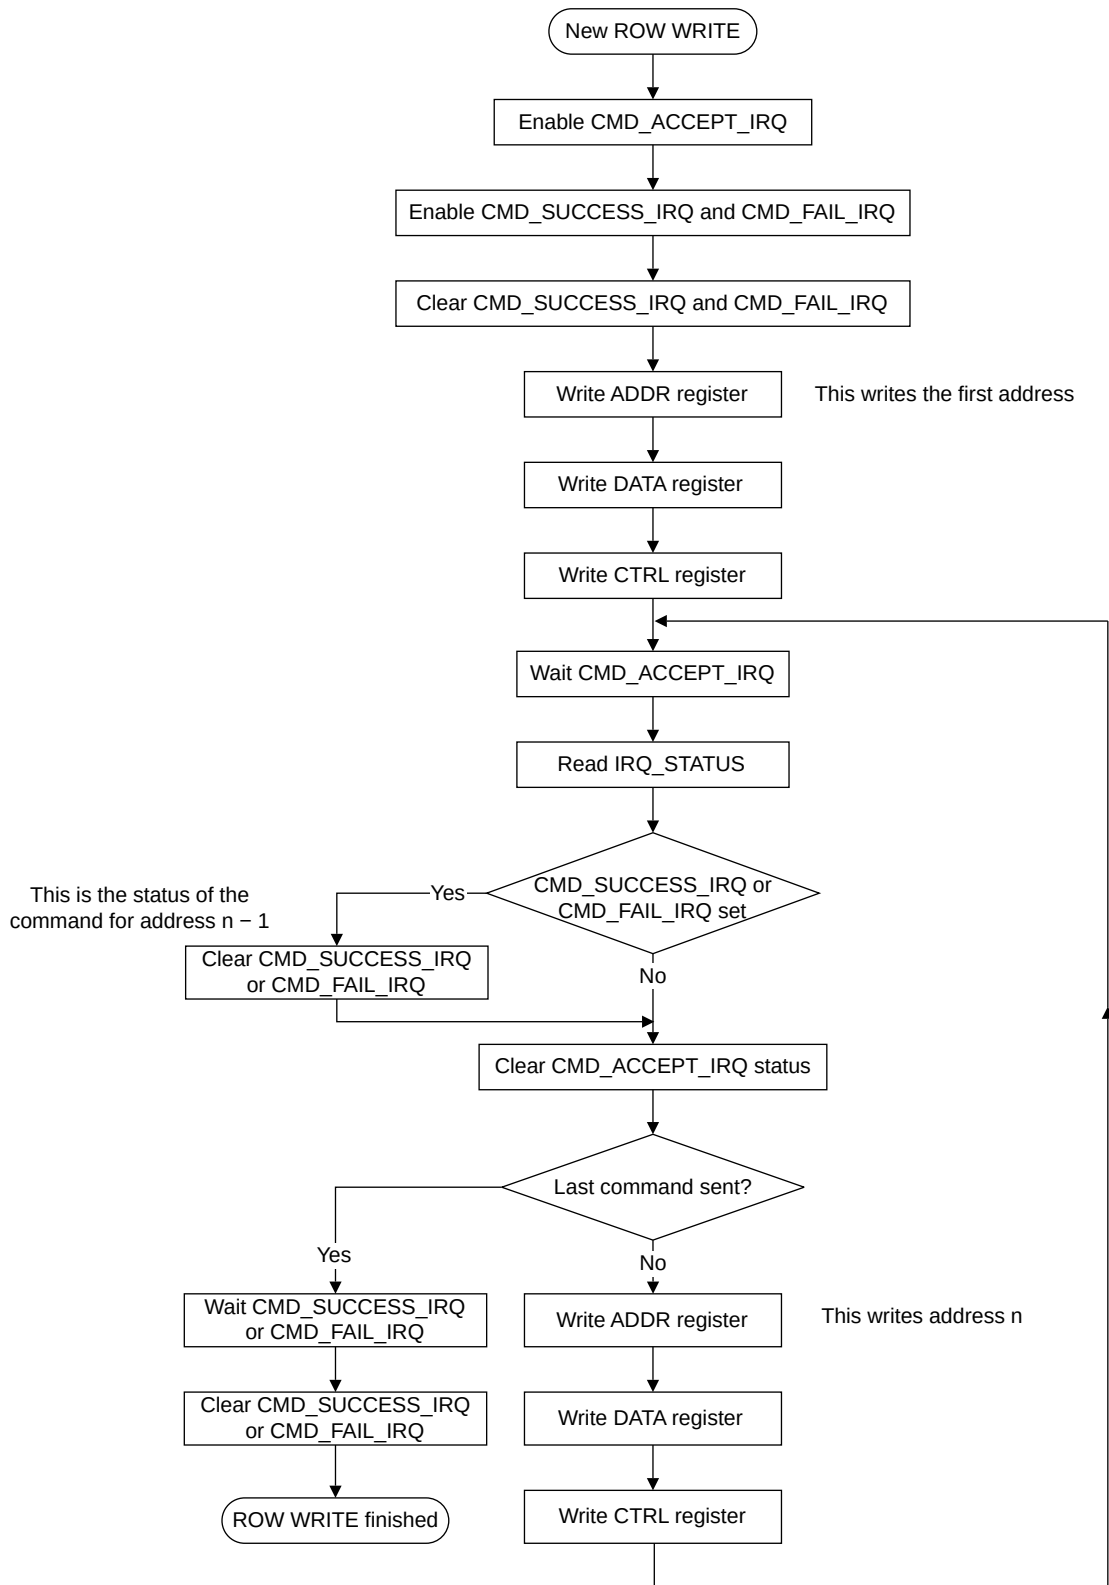 New ROW WRITE
Enable CMD_ACCEPT_IRQ
Enable CMD_SUCCESS_IRQ and CMD_FAIL_IRQ
Clear CMD_SUCCESS_IRQ and CMD_FAIL_IRQ
Write ADDR register
This writes the first address
Write DATA register
Write CTRL register
Wait CMD_ACCEPT_IRQ
Read IRQ_STATUS
CMD_SUCCESS_IRQ or
CMD_FAIL_IRQ set
Yes
This is the status of the
command for address n − 1
Clear CMD_SUCCESS_IRQ
or CMD_FAIL_IRQ
No
Clear CMD_ACCEPT_IRQ status
Last command sent?
Yes
No
Wait CMD_SUCCESS_IRQ
or CMD_FAIL_IRQ
Write ADDR register
This writes address n
Clear CMD_SUCCESS_IRQ
or CMD_FAIL_IRQ
Write DATA register
ROW WRITE finished
Write CTRL register